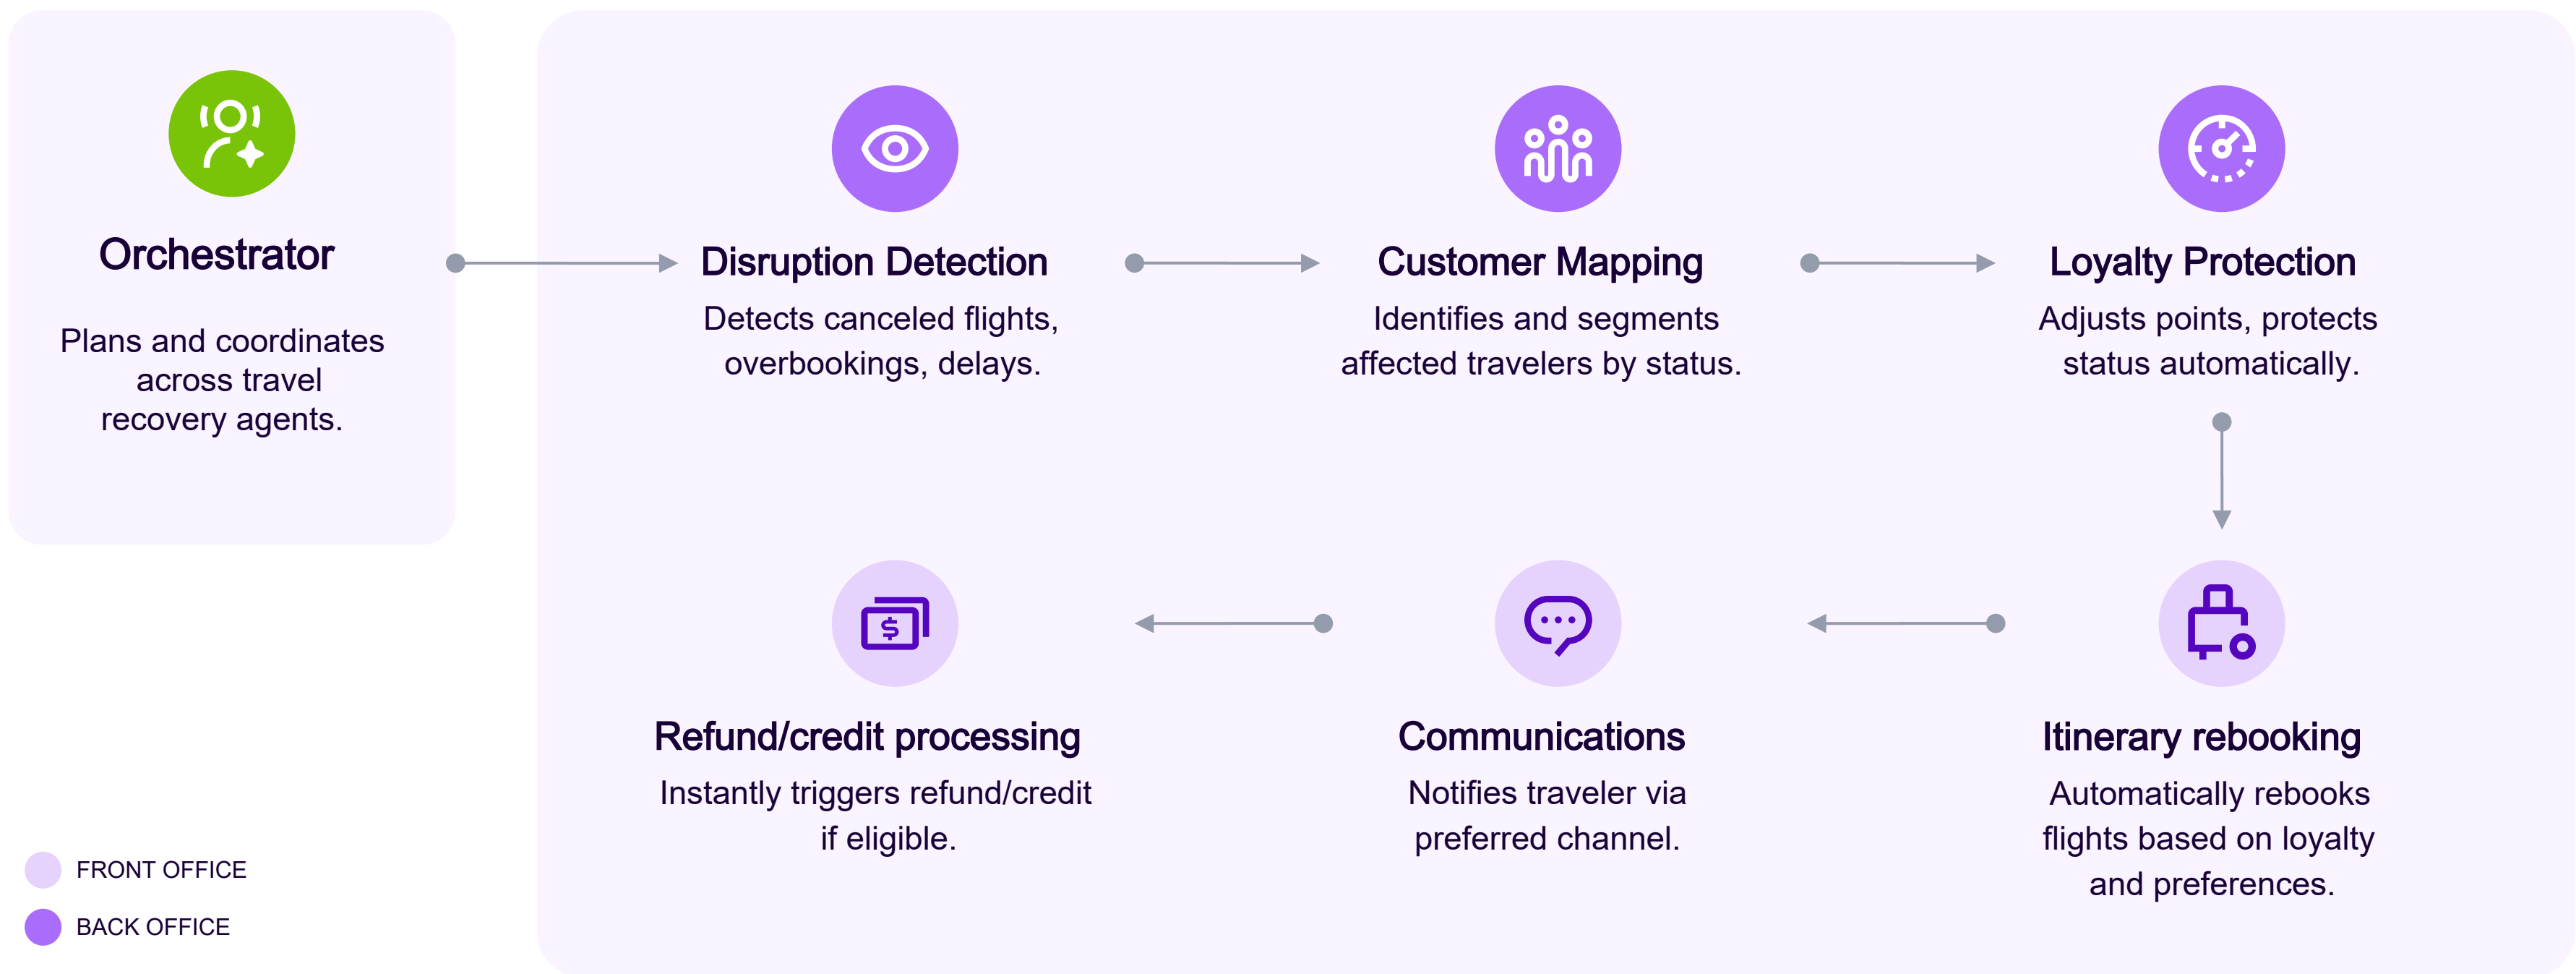 Orchestrator
Plans and coordinates
across travel
recovery agents.
Disruption Detection
Detects canceled flights,
overbookings, delays.
Customer Mapping
Identifies and segments
affected travelers by status.
Loyalty Protection
Adjusts points, protects
status automatically.
Refund/credit processing
Instantly triggers refund/credit
if eligible.
Communications
Notifies traveler via
preferred channel.
Itinerary rebooking
Automatically rebooks
flights based on loyalty
and preferences.
FRONT OFFICE
BACK OFFICE